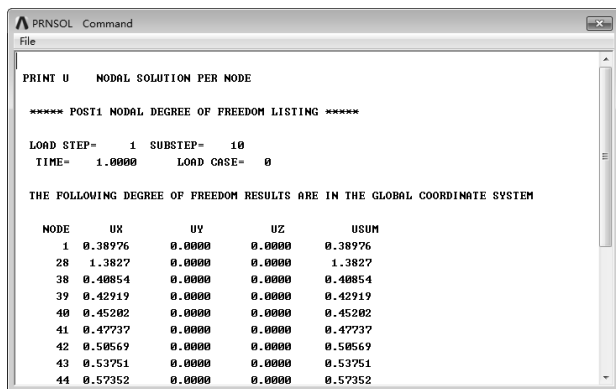 PRNSOL Command
File
PRINT U NODAL SOLUTION PER NODE
***** POST1 NODAL DEGREE OF FREEDOM LISTING *****
LOAD STEP= 1 SUBSTEP= 10
TIME= 1.0000 LOAD CASE= 0
THE FOLLOWING DEGREE OF FREEDOM RESULTS ARE IN THE GLOBAL COORDINATE SYSTEM
NODE UX UY UZ USUM
1 0.38976 0.0000 0.0000 0.38976
28 1.3827 0.0000 0.0000 1.3827
38 0.40854 0.0000 0.0000 0.40854
39 0.42919 0.0000 0.0000 0.42919
40 0.45202 0.0000 0.0000 0.45202
41 0.47737 0.0000 0.0000 0.47737
42 0.50569 0.0000 0.0000 0.50569
43 0.53751 0.0000 0.0000 0.53751
44 0.57352 0.0000 0.0000 0.57352